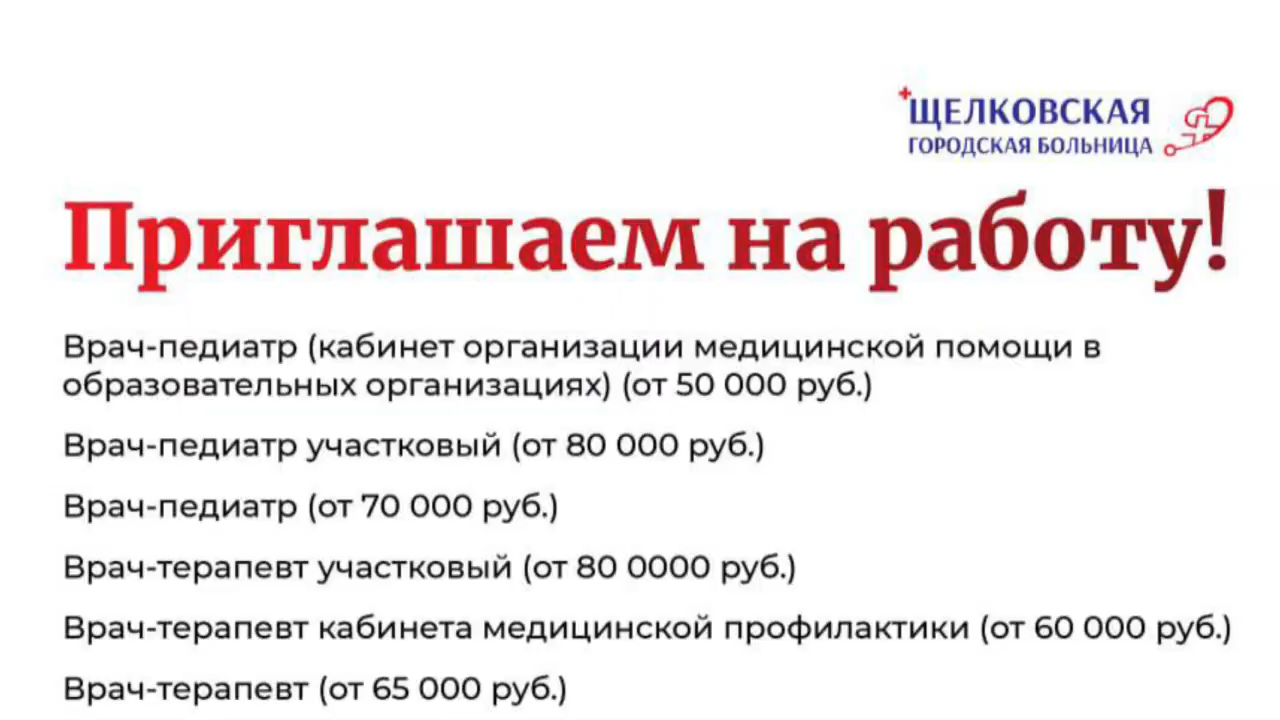 ЩЕЛКОВСКАЯ
ГОРОДСКАЯ БОЛЬНИЦА
Приглашаем на работу!
Врач-педиатр (кабинет организации медицинской помощи в
образовательных организациях) (от 50 000 руб.)
Врач-педиатр участковый (от 80 000 руб.)
Врач-педиатр (от 70 000 руб.)
Врач-терапевт участковый (от 80 0000 руб.)
Врач-терапевт кабинета медицинской профилактики (от 60 000 руб.)
Врач-терапевт (от 65 000 руб.)